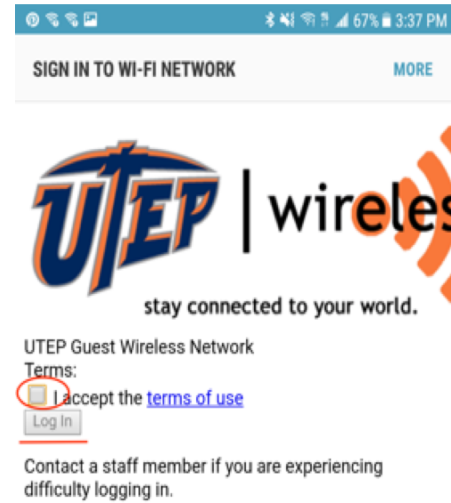 67% 3:37 PM
SIGN IN TO WI-FI NETWORK MORE
UTEP wireles
stay connected to your world.
UTEP Guest Wireless Network
Terms:
I accept the terms of use
Log In
Contact a staff member if you are experiencing
difficulty logging in.